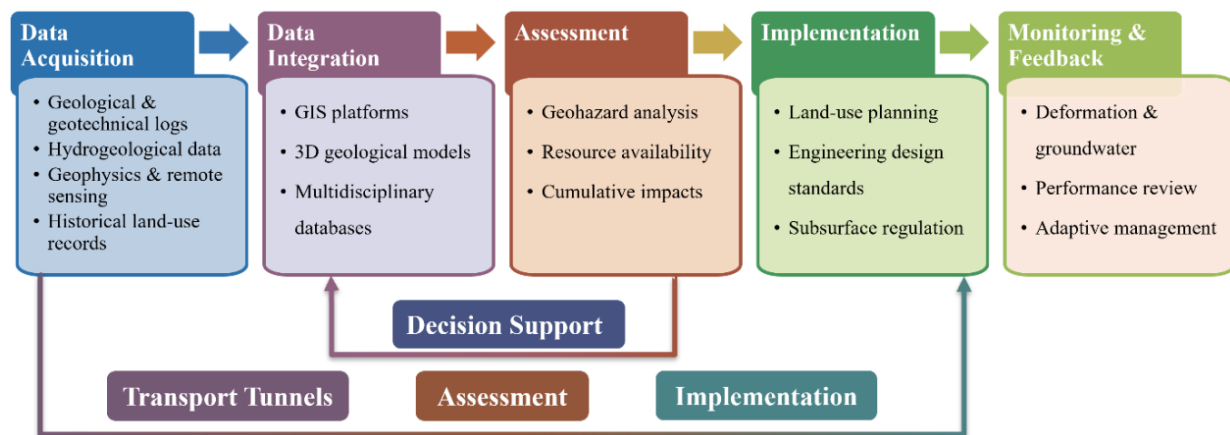 Data
Acquisition
• Geological &
geotechnical logs
• Hydrogeological data
• Geophysics & remote
sensing
• Historical land-use
records
Data
Integration
• GIS platforms
• 3D geological models
• Multidisciplinary
databases
Assessment
• Geohazard analysis
• Resource availability
• Cumulative impacts
Implementation
• Land-use planning
• Engineering design
standards
• Subsurface regulation
Monitoring &
Feedback
• Deformation &
groundwater
• Performance review
• Adaptive management
Decision Support
Transport Tunnels
Assessment
Implementation